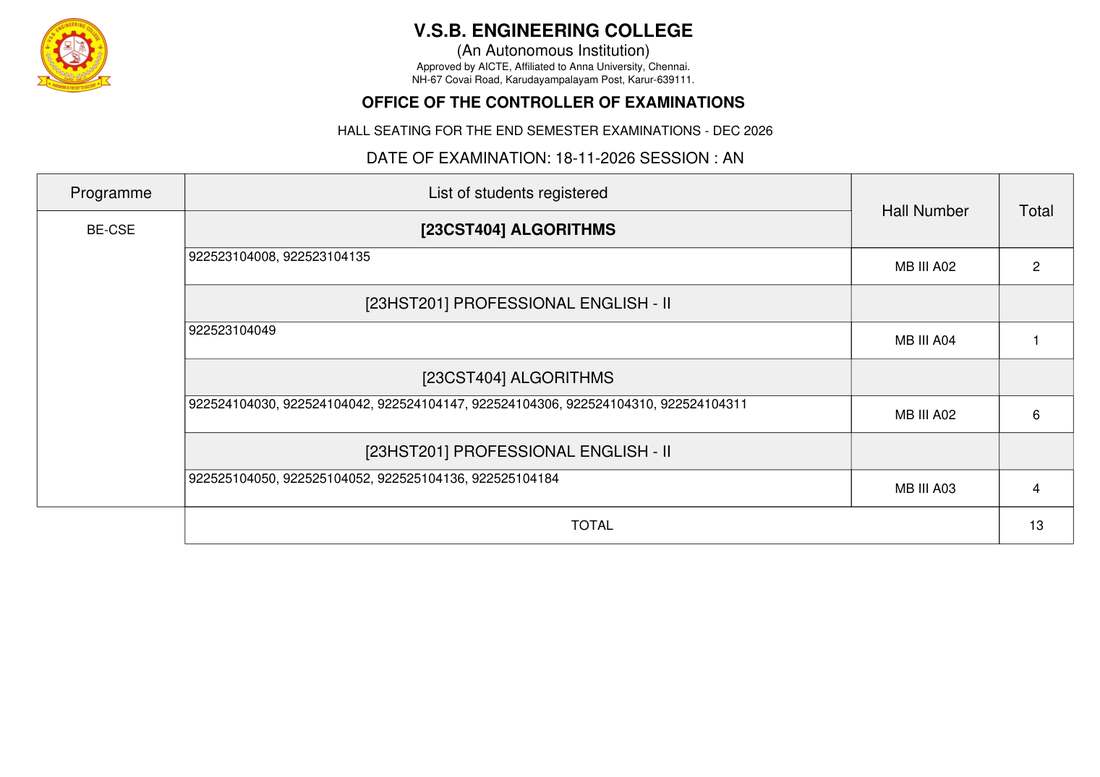 V.S.B. ENGINEERING COLLEGE
(An Autonomous Institution)
Approved by AICTE, Affiliated to Anna University, Chennai.
NH-67 Covai Road, Karudayampalayam Post, Karur-639111.
OFFICE OF THE CONTROLLER OF EXAMINATIONS
HALL SEATING FOR THE END SEMESTER EXAMINATIONS - DEC 2026
DATE OF EXAMINATION: 18-11-2026 SESSION : AN
Programme List of students registered Hall Number Total
BE-CSE [23CST404] ALGORITHMS
922523104008, 922523104135 MB III A02 2
[23HST201] PROFESSIONAL ENGLISH - II
922523104049 MB III A04 1
[23CST404] ALGORITHMS
922524104030, 922524104042, 922524104147, 922524104306, 922524104310, 922524104311 MB III A02 6
[23HST201] PROFESSIONAL ENGLISH - II
922525104050, 922525104052, 922525104136, 922525104184 MB III A03 4
TOTAL 13